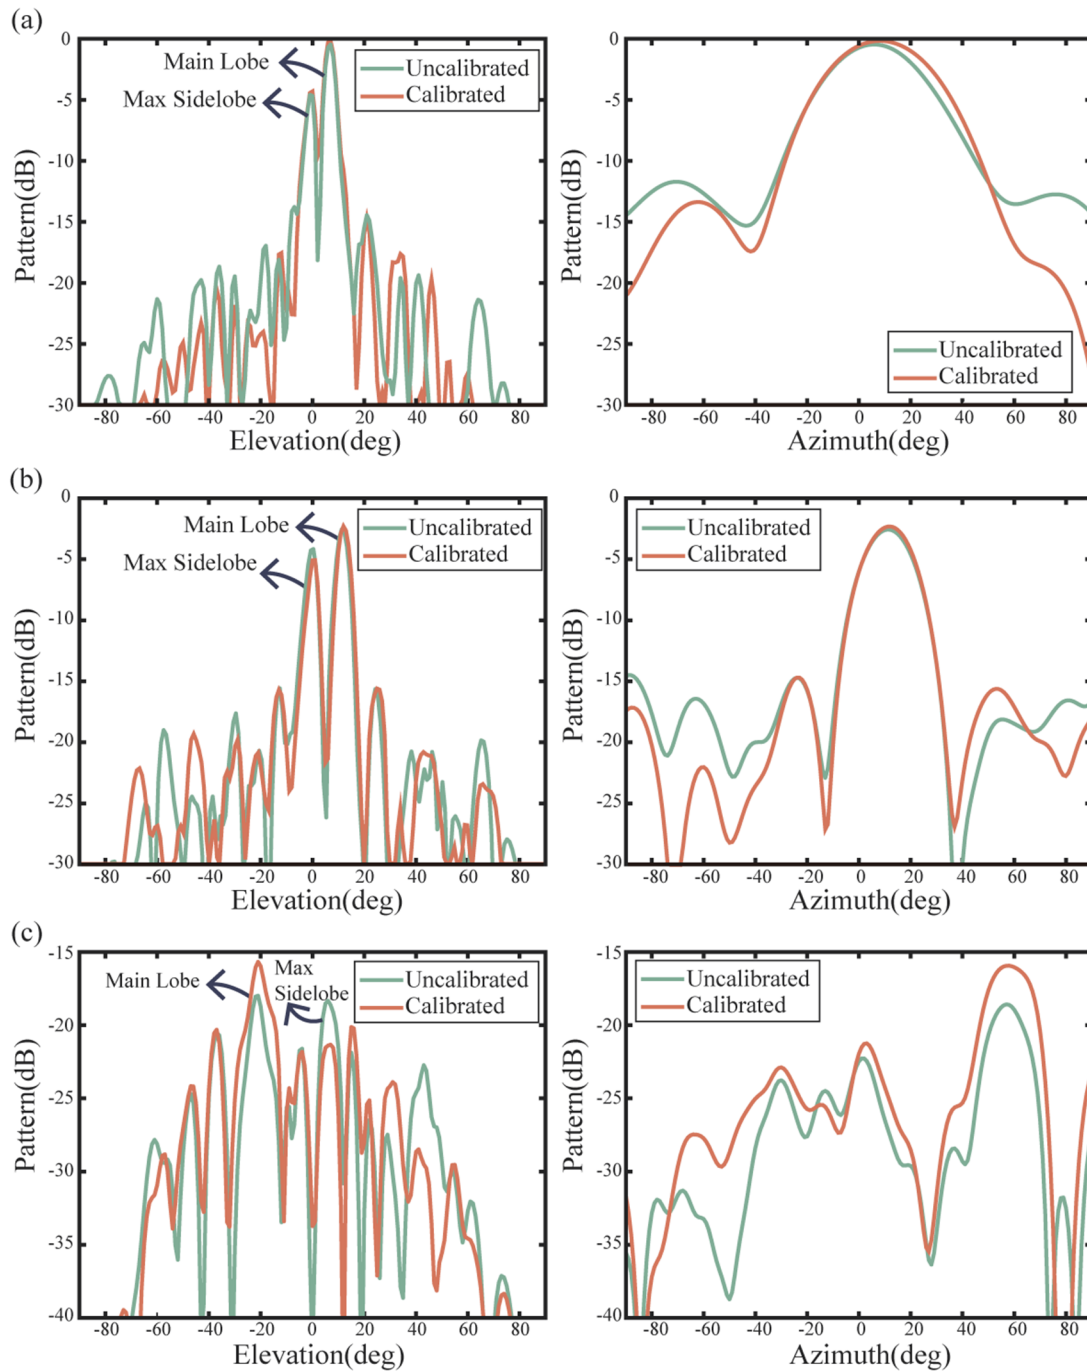 (a)
0
-5
-10
-15
-20
-25
-30
Pattern(dB)
Main Lobe
Max Sidelobe
Uncalibrated
Calibrated
-80 -60 -40 -20 0 20 40 60 80
Elevation(deg)
0
-5
-10
-15
-20
-25
-30
Pattern(dB)
Uncalibrated
Calibrated
-80 -60 -40 -20 0 20 40 60 80
Azimuth(deg)
(b)
0
-5
-10
-15
-20
-25
-30
Pattern(dB)
Main Lobe
Max Sidelobe
Uncalibrated
Calibrated
-80 -60 -40 -20 0 20 40 60 80
Elevation(deg)
0
-5
-10
-15
-20
-25
-30
Pattern(dB)
Uncalibrated
Calibrated
-80 -60 -40 -20 0 20 40 60 80
Azimuth(deg)
(c)
-15
-20
-25
-30
-35
-40
Pattern(dB)
Main Lobe
Max
Sidelobe
Uncalibrated
Calibrated
-80 -60 -40 -20 0 20 40 60 80
Elevation(deg)
-15
-20
-25
-30
-35
-40
Pattern(dB)
Uncalibrated
Calibrated
-80 -60 -40 -20 0 20 40 60 80
Azimuth(deg)